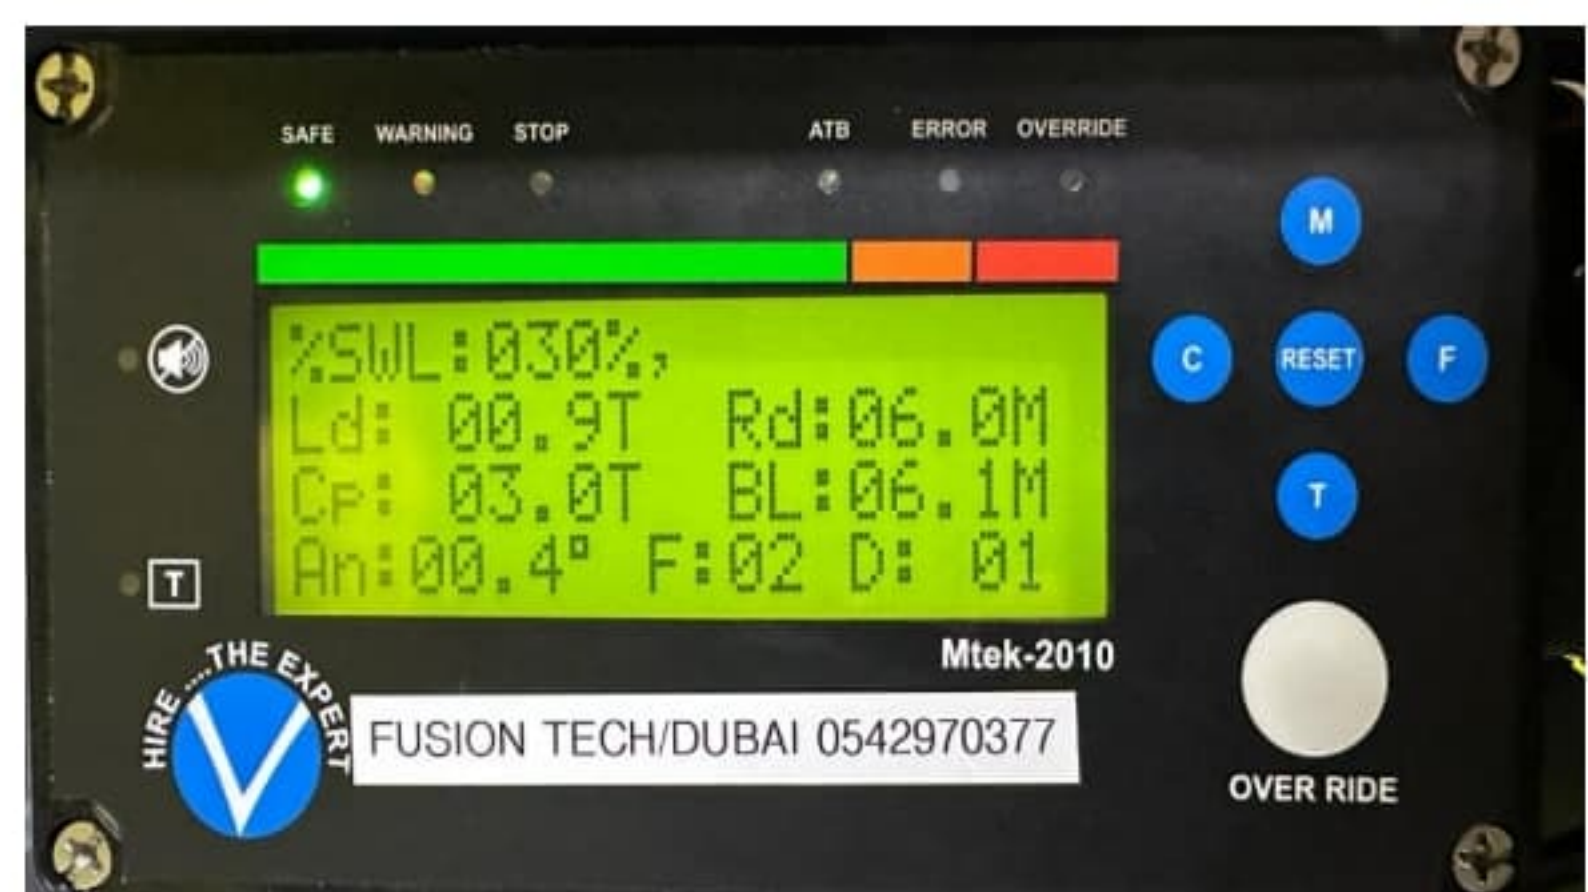 SAFE WARNING STOP ATB ERROR OVERRIDE
M
%SWL:030%,
C RESET F
Ld: 00.9T Rd:06.0M
Cp: 03.0T BL:06.1M
T
An:00.4° F:02 D: 01
T
Mtek-2010
HIRE ....THE EXPERT
V
FUSION TECH/DUBAI 0542970377
OVER RIDE